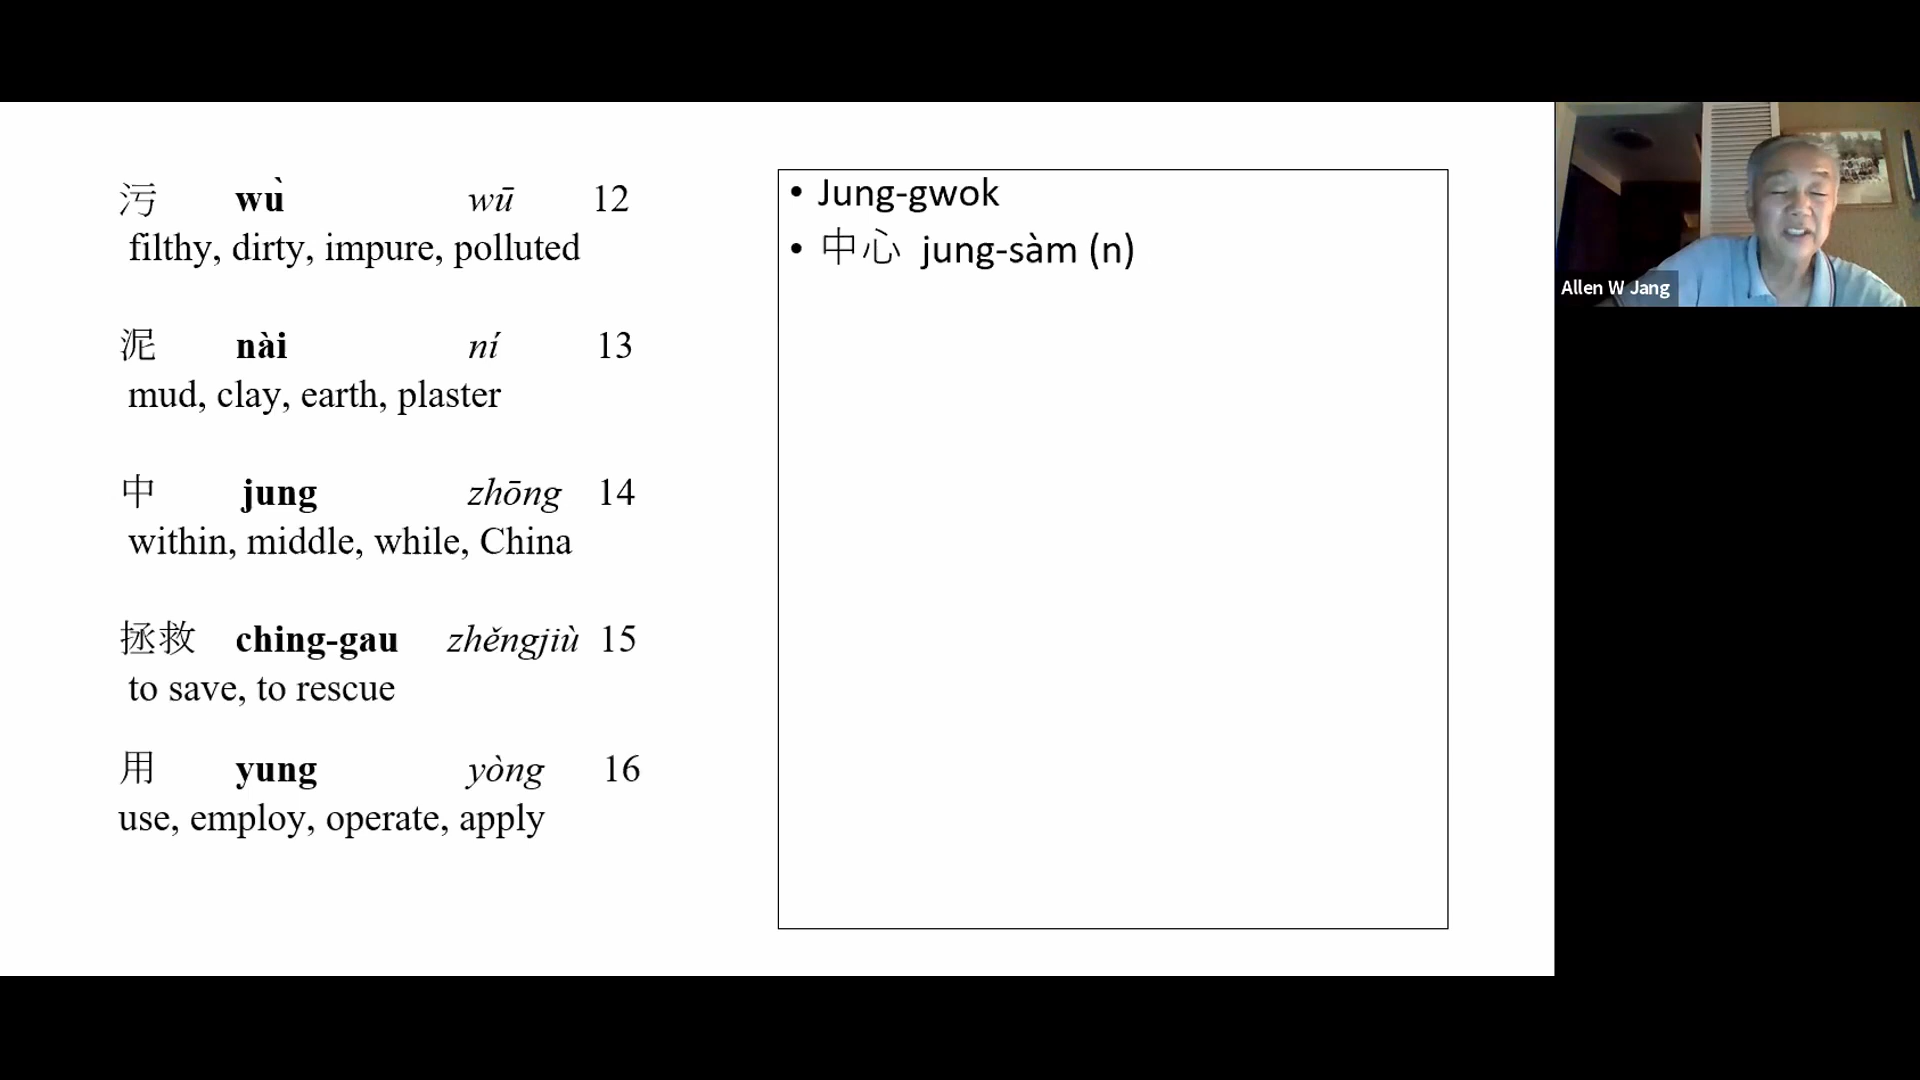 污 wù wū 12
filthy, dirty, impure, polluted
泥 nài ní 13
mud, clay, earth, plaster
中 jung zhōng 14
within, middle, while, China
拯救 ching-gau zhěngjiù 15
to save, to rescue
用 yung yòng 16
use, employ, operate, apply
• Jung-gwok
• 中心 jung-sàm (n)
Allen W Jang